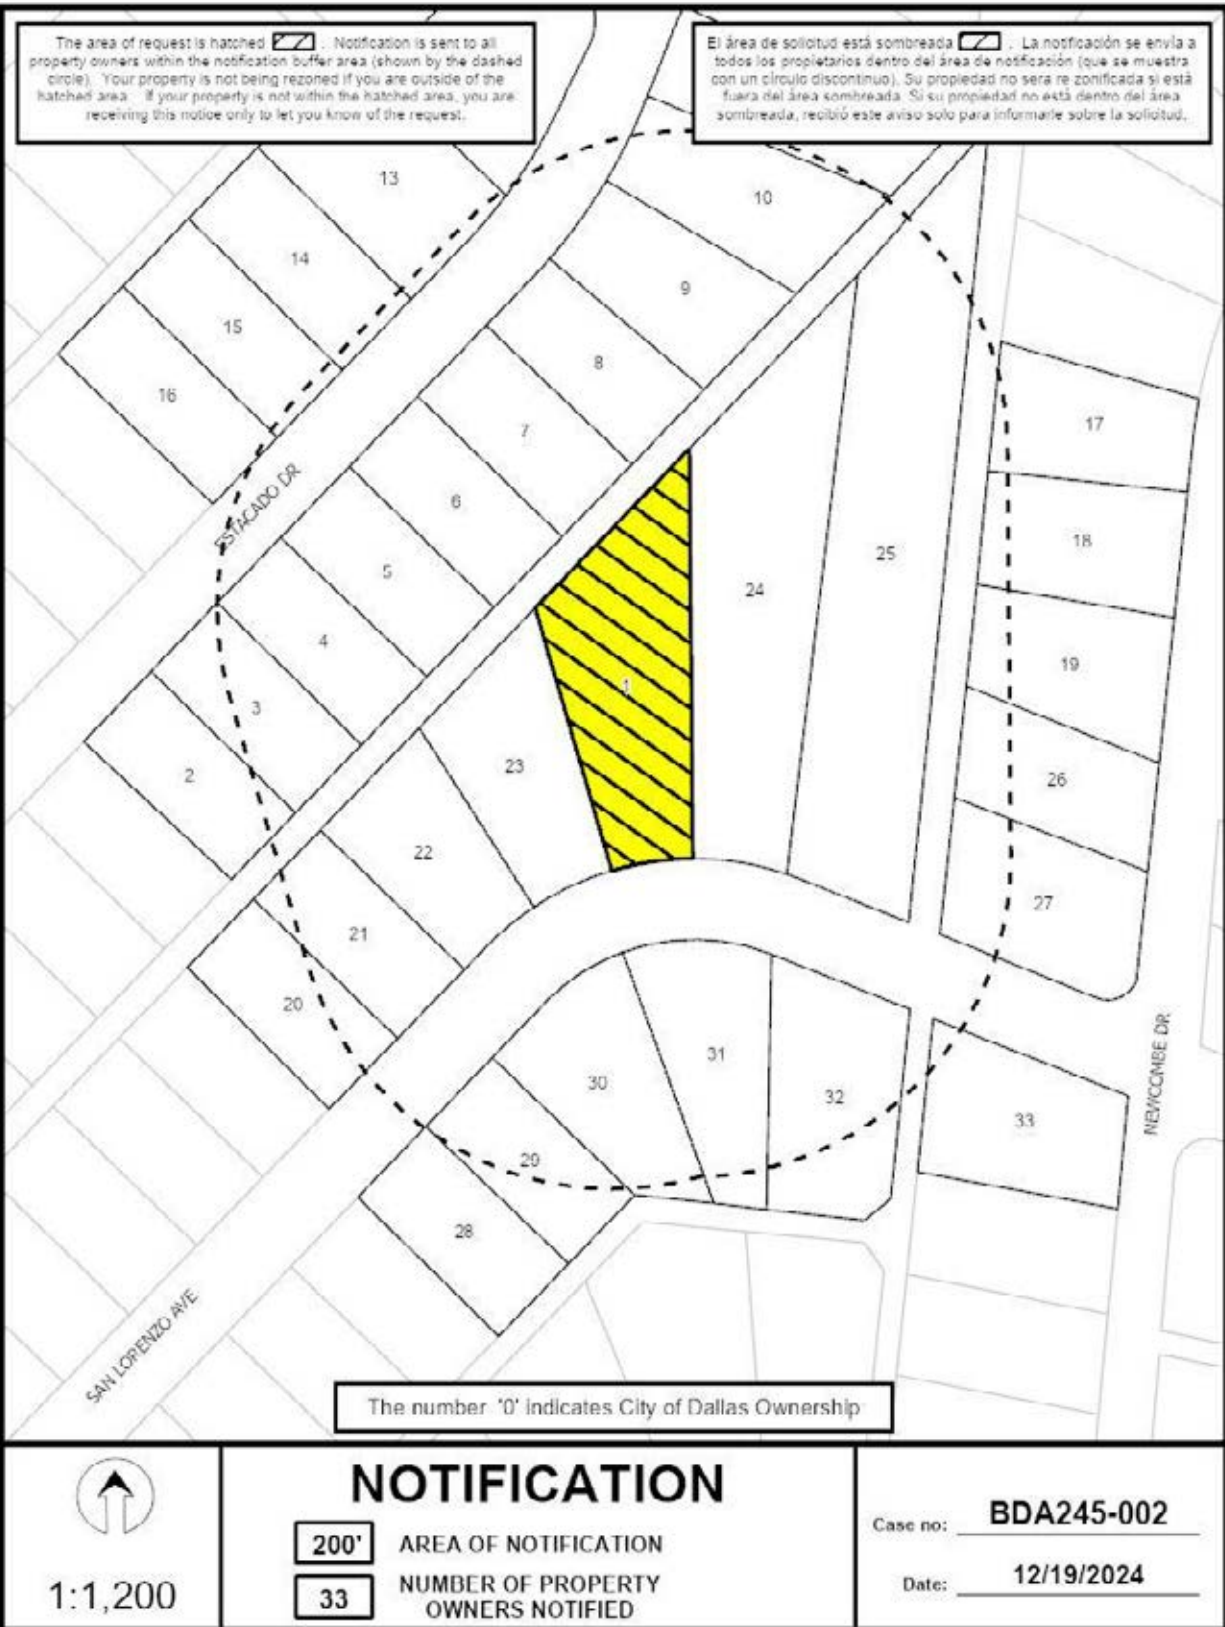 The area of request is hatched . Notification is sent to all
property owners within the notification buffer area (shown by the dashed
circle). Your property is not being rezoned if you are outside of the
hatched area. If your property is not within the hatched area, you are
receiving this notice only to let you know of the request.
El área de solicitud está sombreada . La notificación se envía a
todos los propietarios dentro del área de notificación (que se muestra
con un círculo discontinuo). Su propiedad no sera re zonificada si está
fuera del área sombreada. Si su propiedad no está dentro del área
sombreada, recibió este aviso solo para informarle sobre la solicitud.
13
10
14
9
15
8
16
7
17
6
ESTACADO DR
18
25
5
24
4
19
1
3
23
2
26
22
27
21
20
31
30
32
NEWCOMBE DR
33
29
28
SAN LORENZO AVE
The number '0' indicates City of Dallas Ownership
1:1,200
NOTIFICATION
200' AREA OF NOTIFICATION
33 NUMBER OF PROPERTY
OWNERS NOTIFIED
Case no: BDA245-002
Date: 12/19/2024